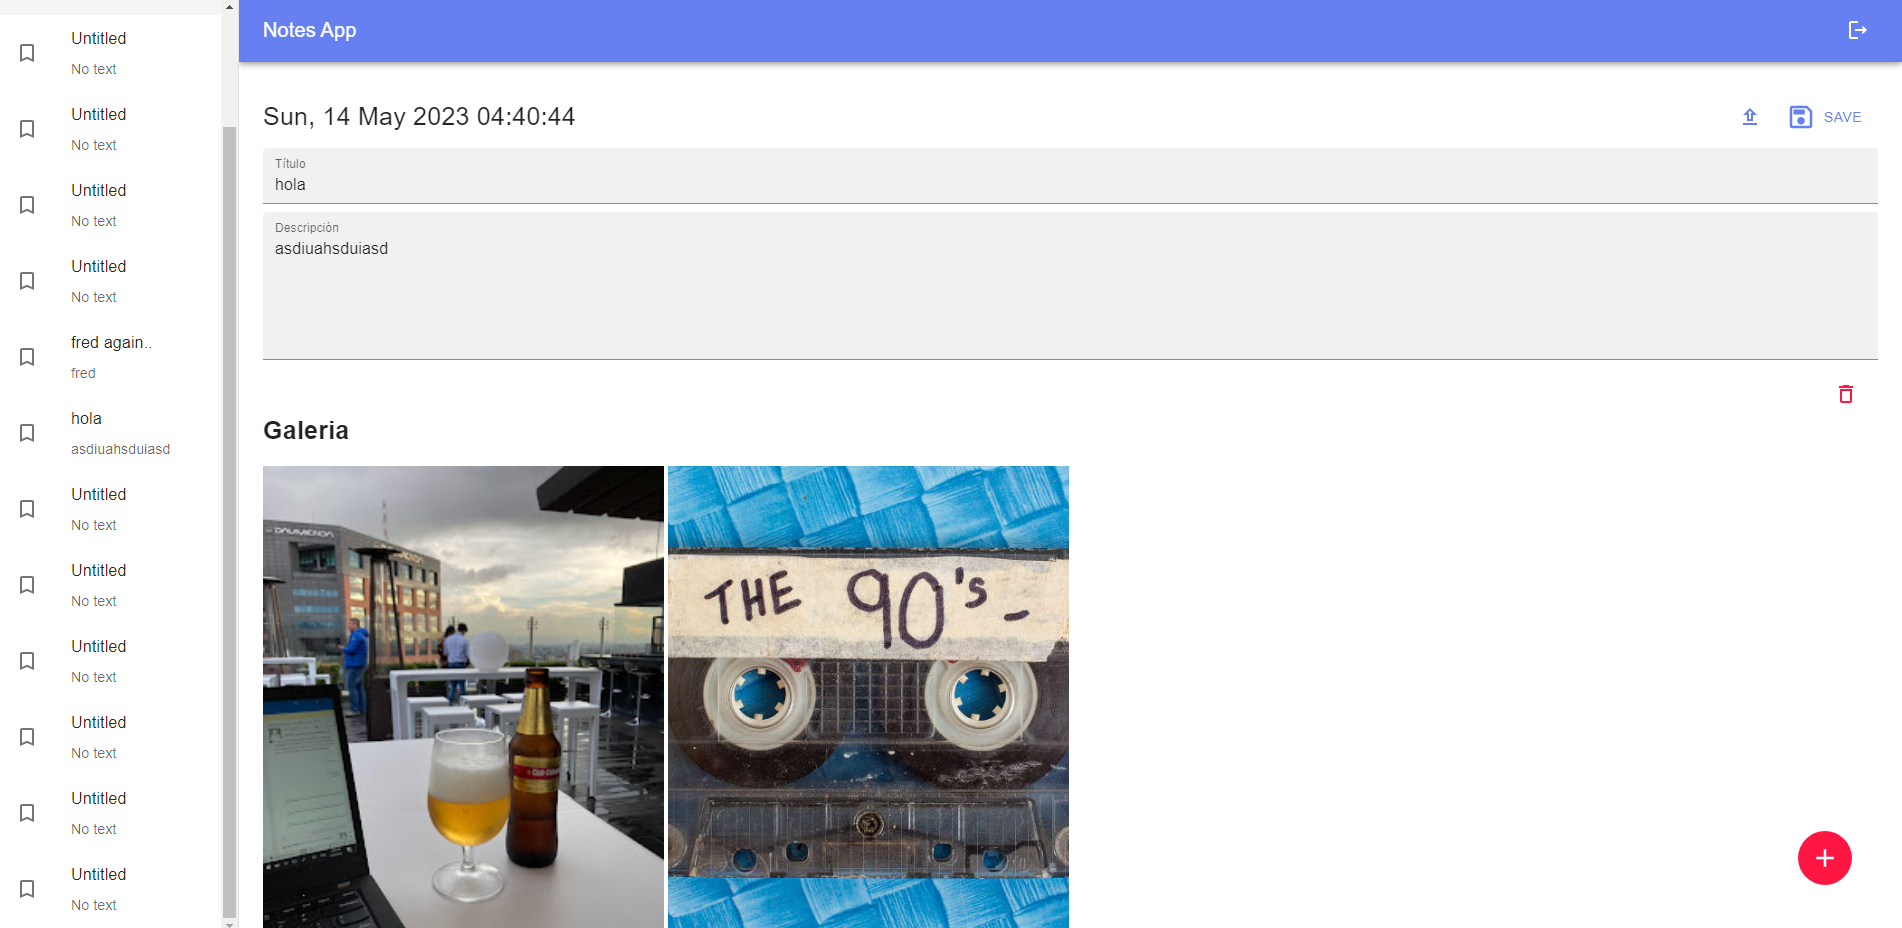 Untitled
No text
Untitled
No text
Untitled
No text
Untitled
No text
fred again..
fred
hola
asdiuahsduiasd
Untitled
No text
Untitled
No text
Untitled
No text
Untitled
No text
Untitled
No text
Untitled
No text
Notes App
Sun, 14 May 2023 04:40:44
SAVE
Título
hola
Descripción
asdiuahsduiasd
Galeria
DAVIVIENDA
THE 90's-